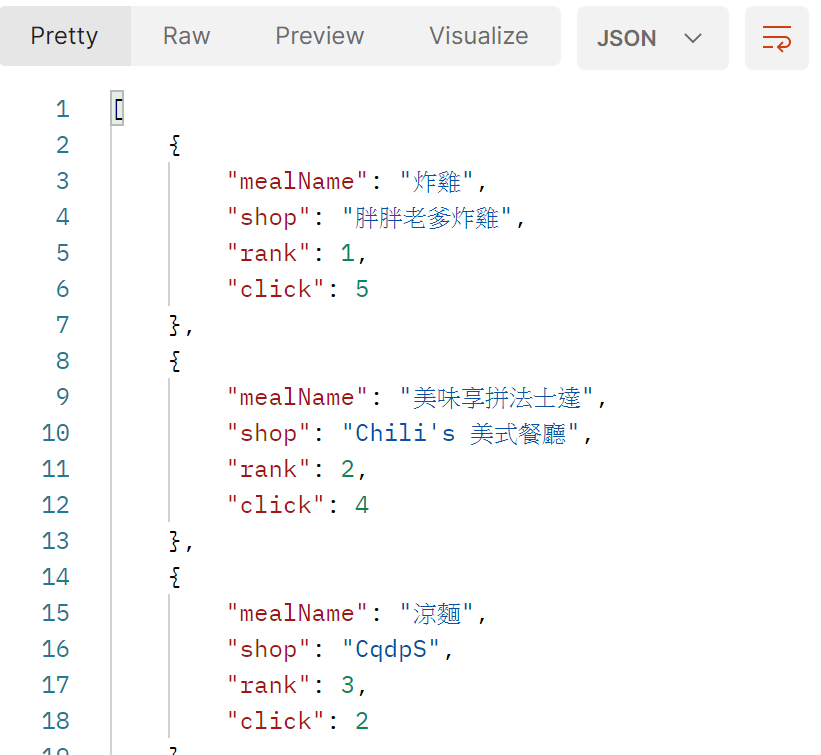 Pretty Raw Preview Visualize JSON
1 [
2 {
3 "mealName": "炸雞",
4 "shop": "胖胖老爹炸雞",
5 "rank": 1,
6 "click": 5
7 },
8 {
9 "mealName": "美味享拼法士達",
10 "shop": "Chili's 美式餐廳",
11 "rank": 2,
12 "click": 4
13 },
14 {
15 "mealName": "涼麵",
16 "shop": "CqdpS",
17 "rank": 3,
18 "click": 2
19 }